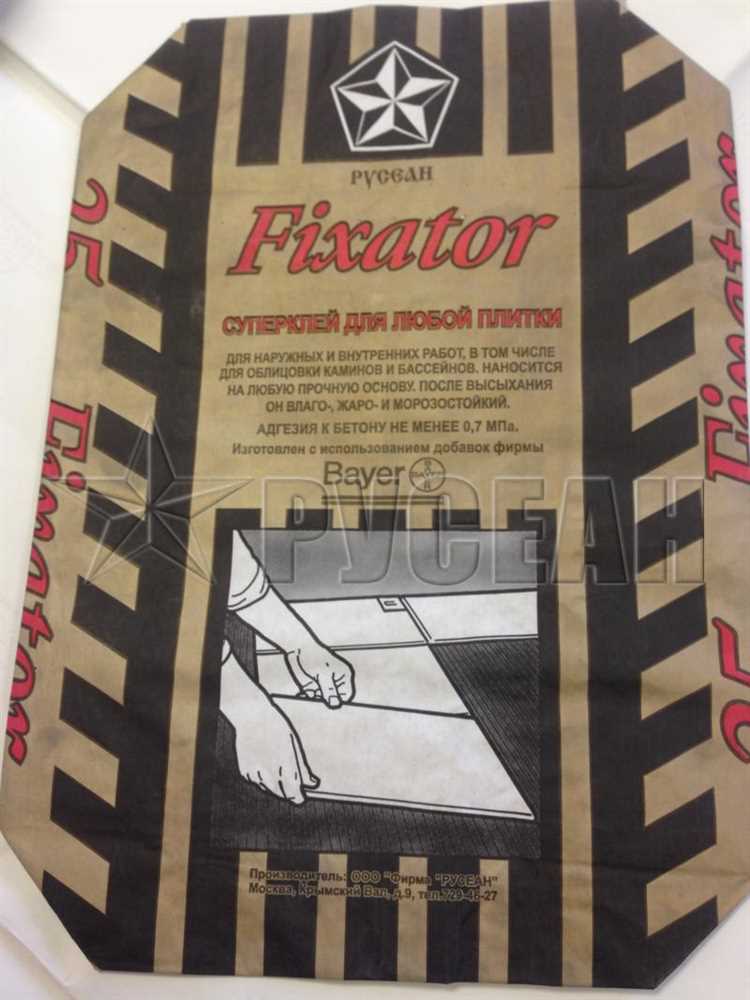 РУСЕАН
Fixator
СУПЕРКЛЕЙ ДЛЯ ЛЮБОЙ ПЛИТКИ
ДЛЯ НАРУЖНЫХ И ВНУТРЕННИХ РАБОТ, В ТОМ ЧИСЛЕ
ДЛЯ ОБЛИЦОВКИ КАМИНОВ И БАССЕЙНОВ. НАНОСИТСЯ
НА ЛЮБУЮ ПРОЧНУЮ ОСНОВУ. ПОСЛЕ ВЫСЫХАНИЯ
ОН ВЛАГО-, ЖАРО- И МОРОЗОСТОЙКИЙ.
АДГЕЗИЯ К БЕТОНУ НЕ МЕНЕЕ 0,7 МПа.
Изготовлен с использованием добавок фирмы
Bayer
РУСЕАН
Производитель: ООО "Фирма "РУСЕАН"
Москва, Крымский Вал, д.9, тел.729-46-27
25
Fixator
Fixator
25